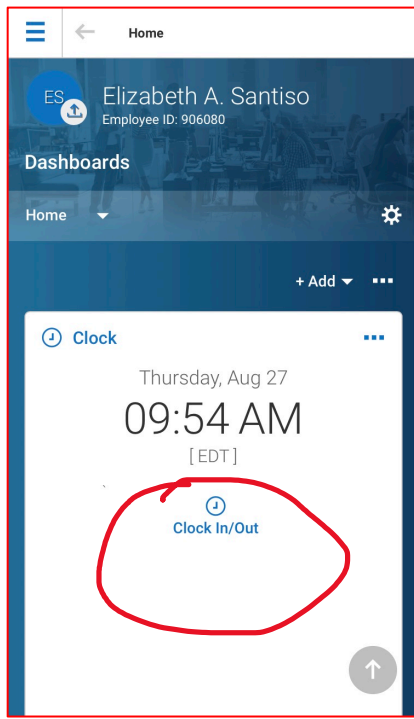 Home
ES
Elizabeth A. Santiso
Employee ID: 906080
Dashboards
Home
+ Add
Clock
Thursday, Aug 27
09:54 AM
[ EDT ]
Clock In/Out